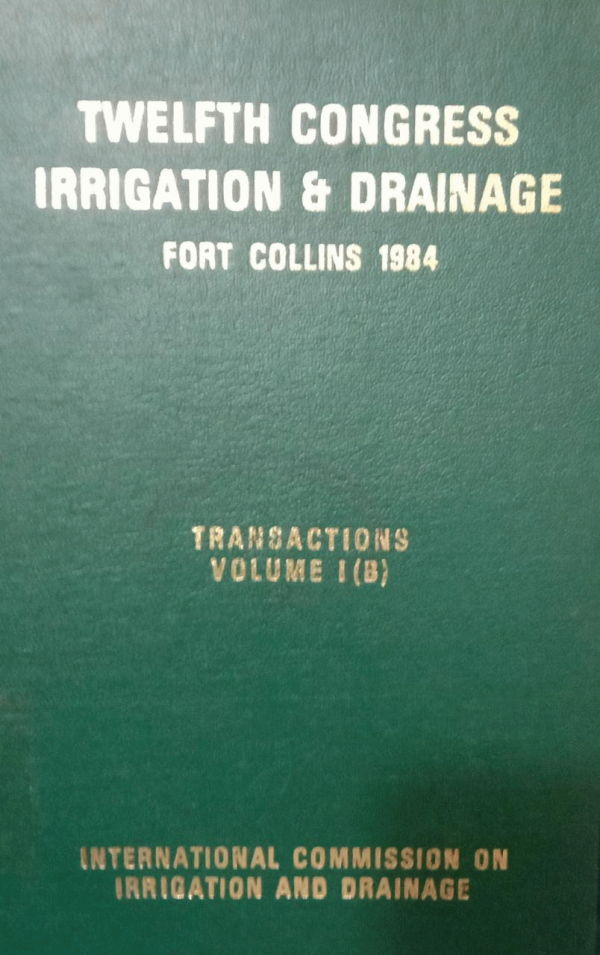 TWELFTH CONGRESS
IRRIGATION & DRAINAGE
FORT COLLINS 1984
TRANSACTIONS
VOLUME I (B)
INTERNATIONAL COMMISSION ON
IRRIGATION AND DRAINAGE